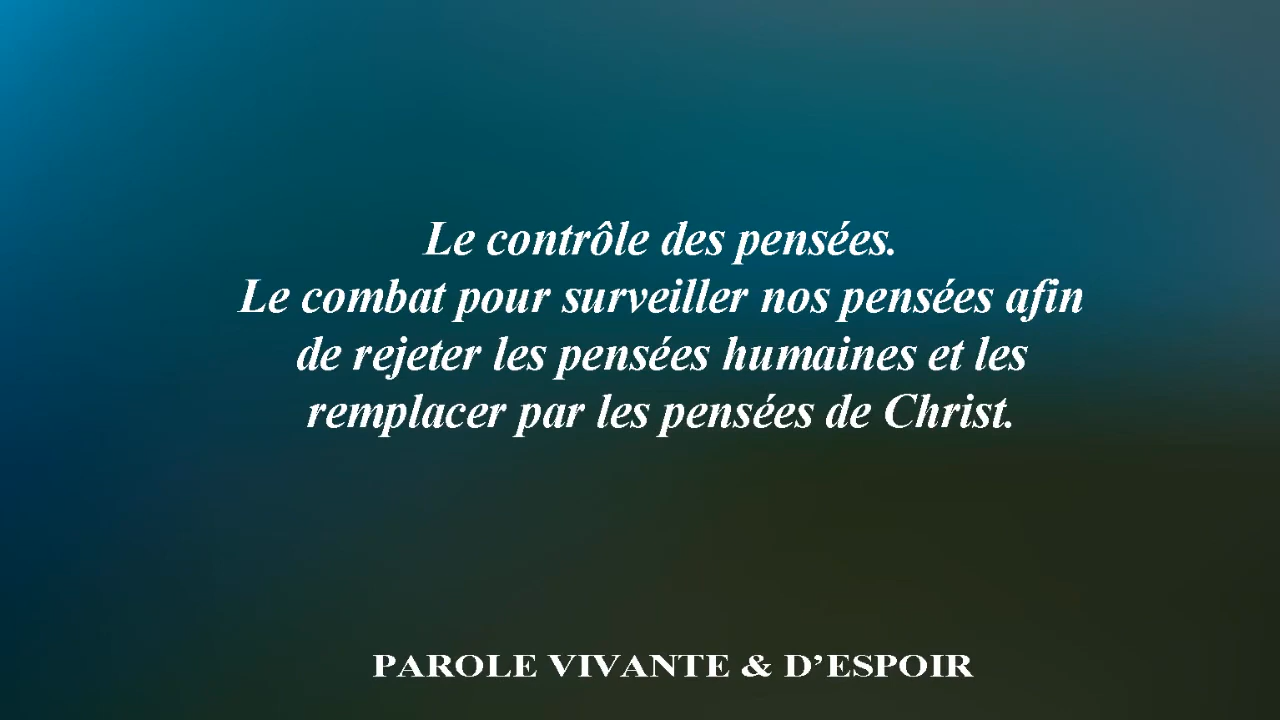 Le contrôle des pensées.
Le combat pour surveiller nos pensées afin
de rejeter les pensées humaines et les
remplacer par les pensées de Christ.
PAROLE VIVANTE & D’ESPOIR